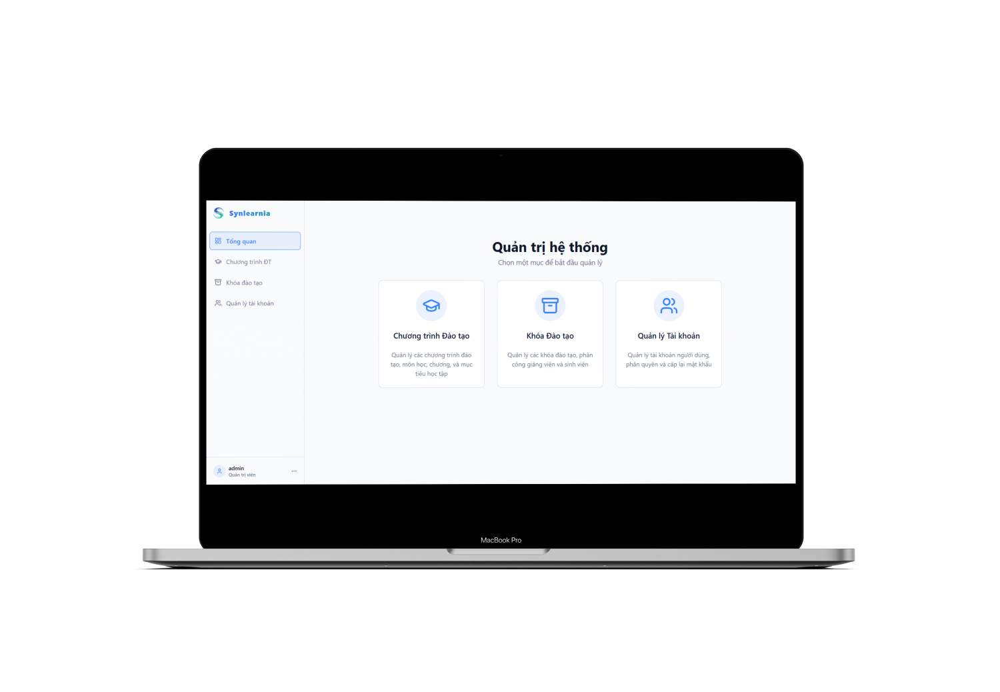 Synlearnia
Tổng quan
Chương trình ĐT
Khóa đào tạo
Quản lý tài khoản
admin
Quản trị viên
Quản trị hệ thống
Chọn một mục để bắt đầu quản lý
Chương trình Đào tạo
Quản lý các chương trình đào
tạo, môn học, chương, và mục
tiêu học tập
Khóa Đào tạo
Quản lý các khóa đào tạo, phân
công giảng viên và sinh viên
Quản lý Tài khoản
Quản lý tài khoản người dùng,
phân quyền và cấp lại mật khẩu
MacBook Pro